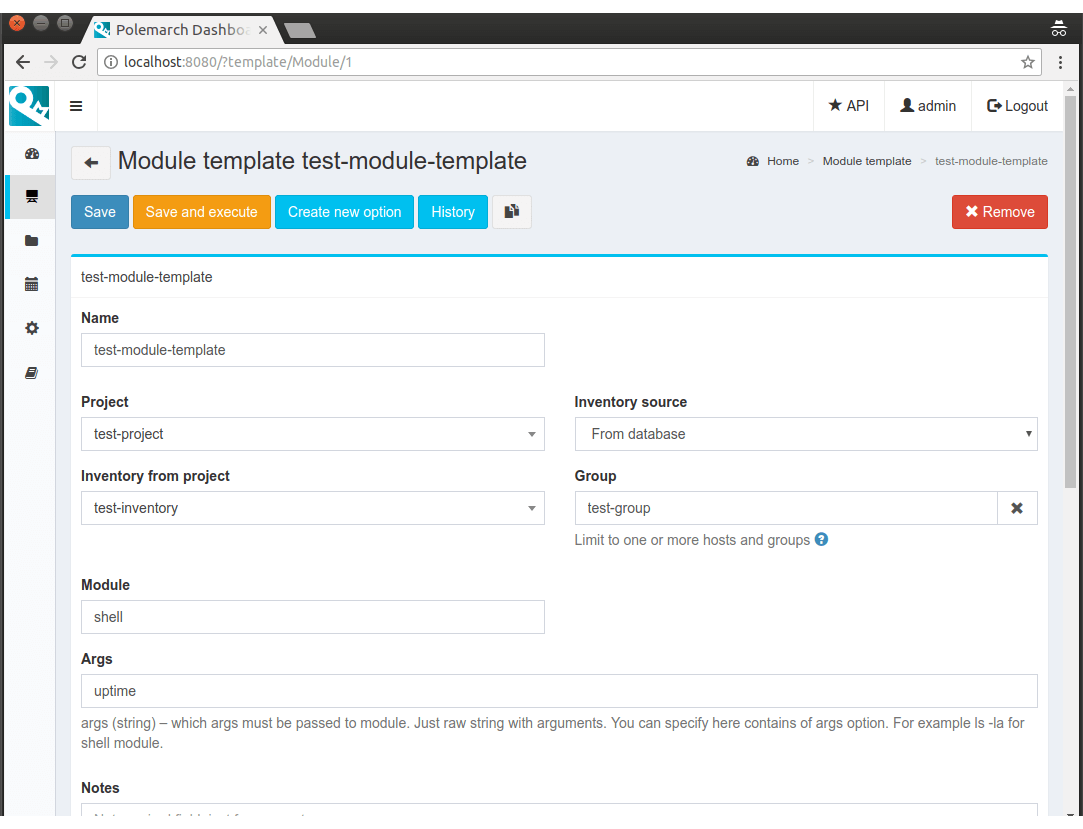 Polemarch Dashboa
localhost:8080/?template/Module/1
API
admin
Logout
Module template test-module-template
Home > Module template > test-module-template
Save
Save and execute
Create new option
History
Remove
test-module-template
Name
test-module-template
Project
Inventory source
test-project
From database
Inventory from project
Group
test-inventory
test-group
Limit to one or more hosts and groups
Module
shell
Args
uptime
args (string) – which args must be passed to module. Just raw string with arguments. You can specify here contains of args option. For example ls -la for
shell module.
Notes